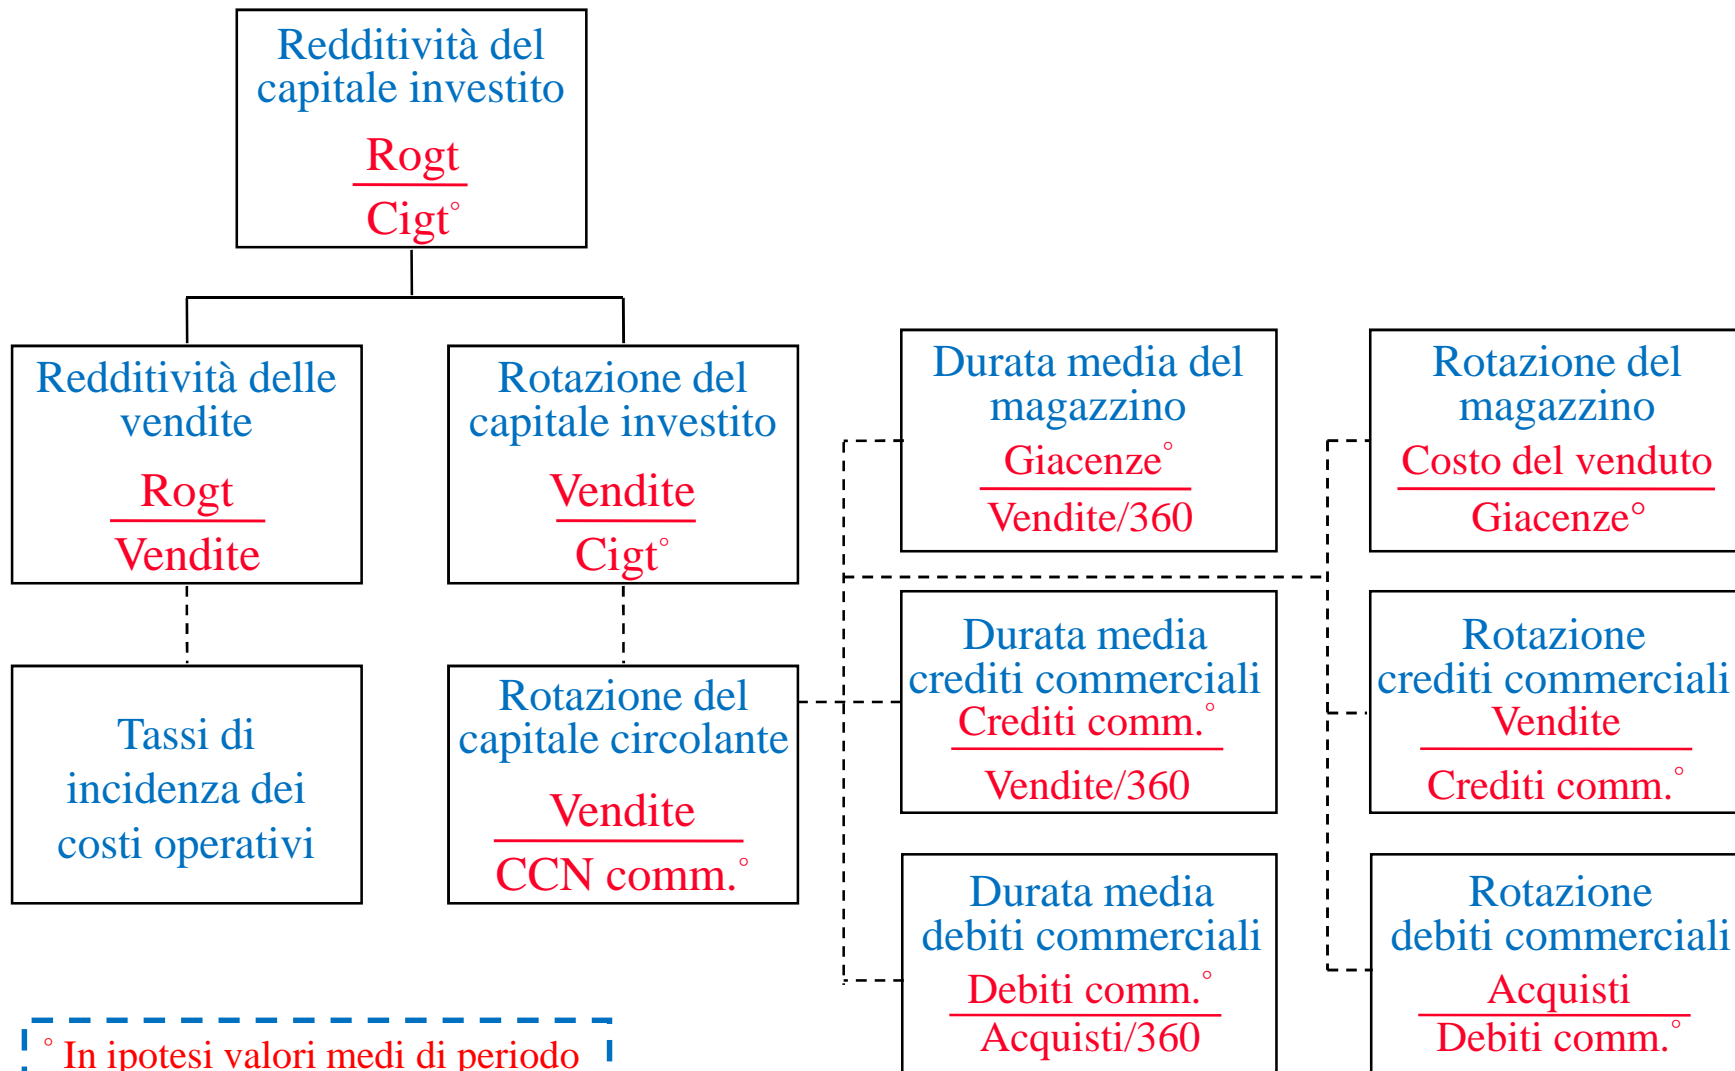 Redditività del
capitale investito
Rogt
Cigt°
Redditività delle
vendite
Rogt
Vendite
Rotazione del
capitale investito
Vendite
Cigt°
Durata media del
magazzino
Giacenze°
Vendite/360
Rotazione del
magazzino
Costo del venduto
Giacenze°
Tassi di
incidenza dei
costi operativi
Rotazione del
capitale circolante
Vendite
CCN comm.°
Durata media
crediti commerciali
Crediti comm.°
Vendite/360
Rotazione
crediti commerciali
Vendite
Crediti comm.°
Durata media
debiti commerciali
Debiti comm.°
Acquisti/360
Rotazione
debiti commerciali
Acquisti
Debiti comm.°
° In ipotesi valori medi di periodo